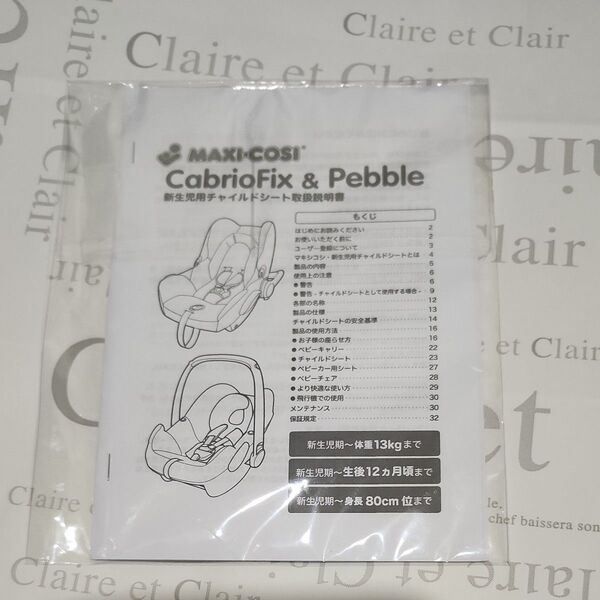 Claire et Clair
Claire et Clair
MAXI-COSI®
CabrioFix & Pebble
新生児用チャイルドシート取扱説明書
もくじ
はじめにお読みください 2
お使いいただく前に 2
ユーザー登録について 3
マキシコシ・新生児用チャイルドシートとは 4
製品の内容 5
使用上の注意 6
●警告 6
●警告-チャイルドシートとして使用する場合- 9
各部の名称 12
製品の仕様 13
チャイルドシートの安全基準 14
製品の使用方法 16
●お子様の座らせ方 16
●ベビーキャリー 22
●チャイルドシート 23
●ベビーカー用シート 27
●ベビーチェア 28
●より快適な使い方 29
●飛行機での使用 30
メンテナンス 30
保証規定 32
新生児期〜体重13kgまで
新生児期〜生後12ヵ月頃まで
新生児期〜身長80cm位まで
et Clair
Claire et Clair
chef baissera son
Claire et Clair